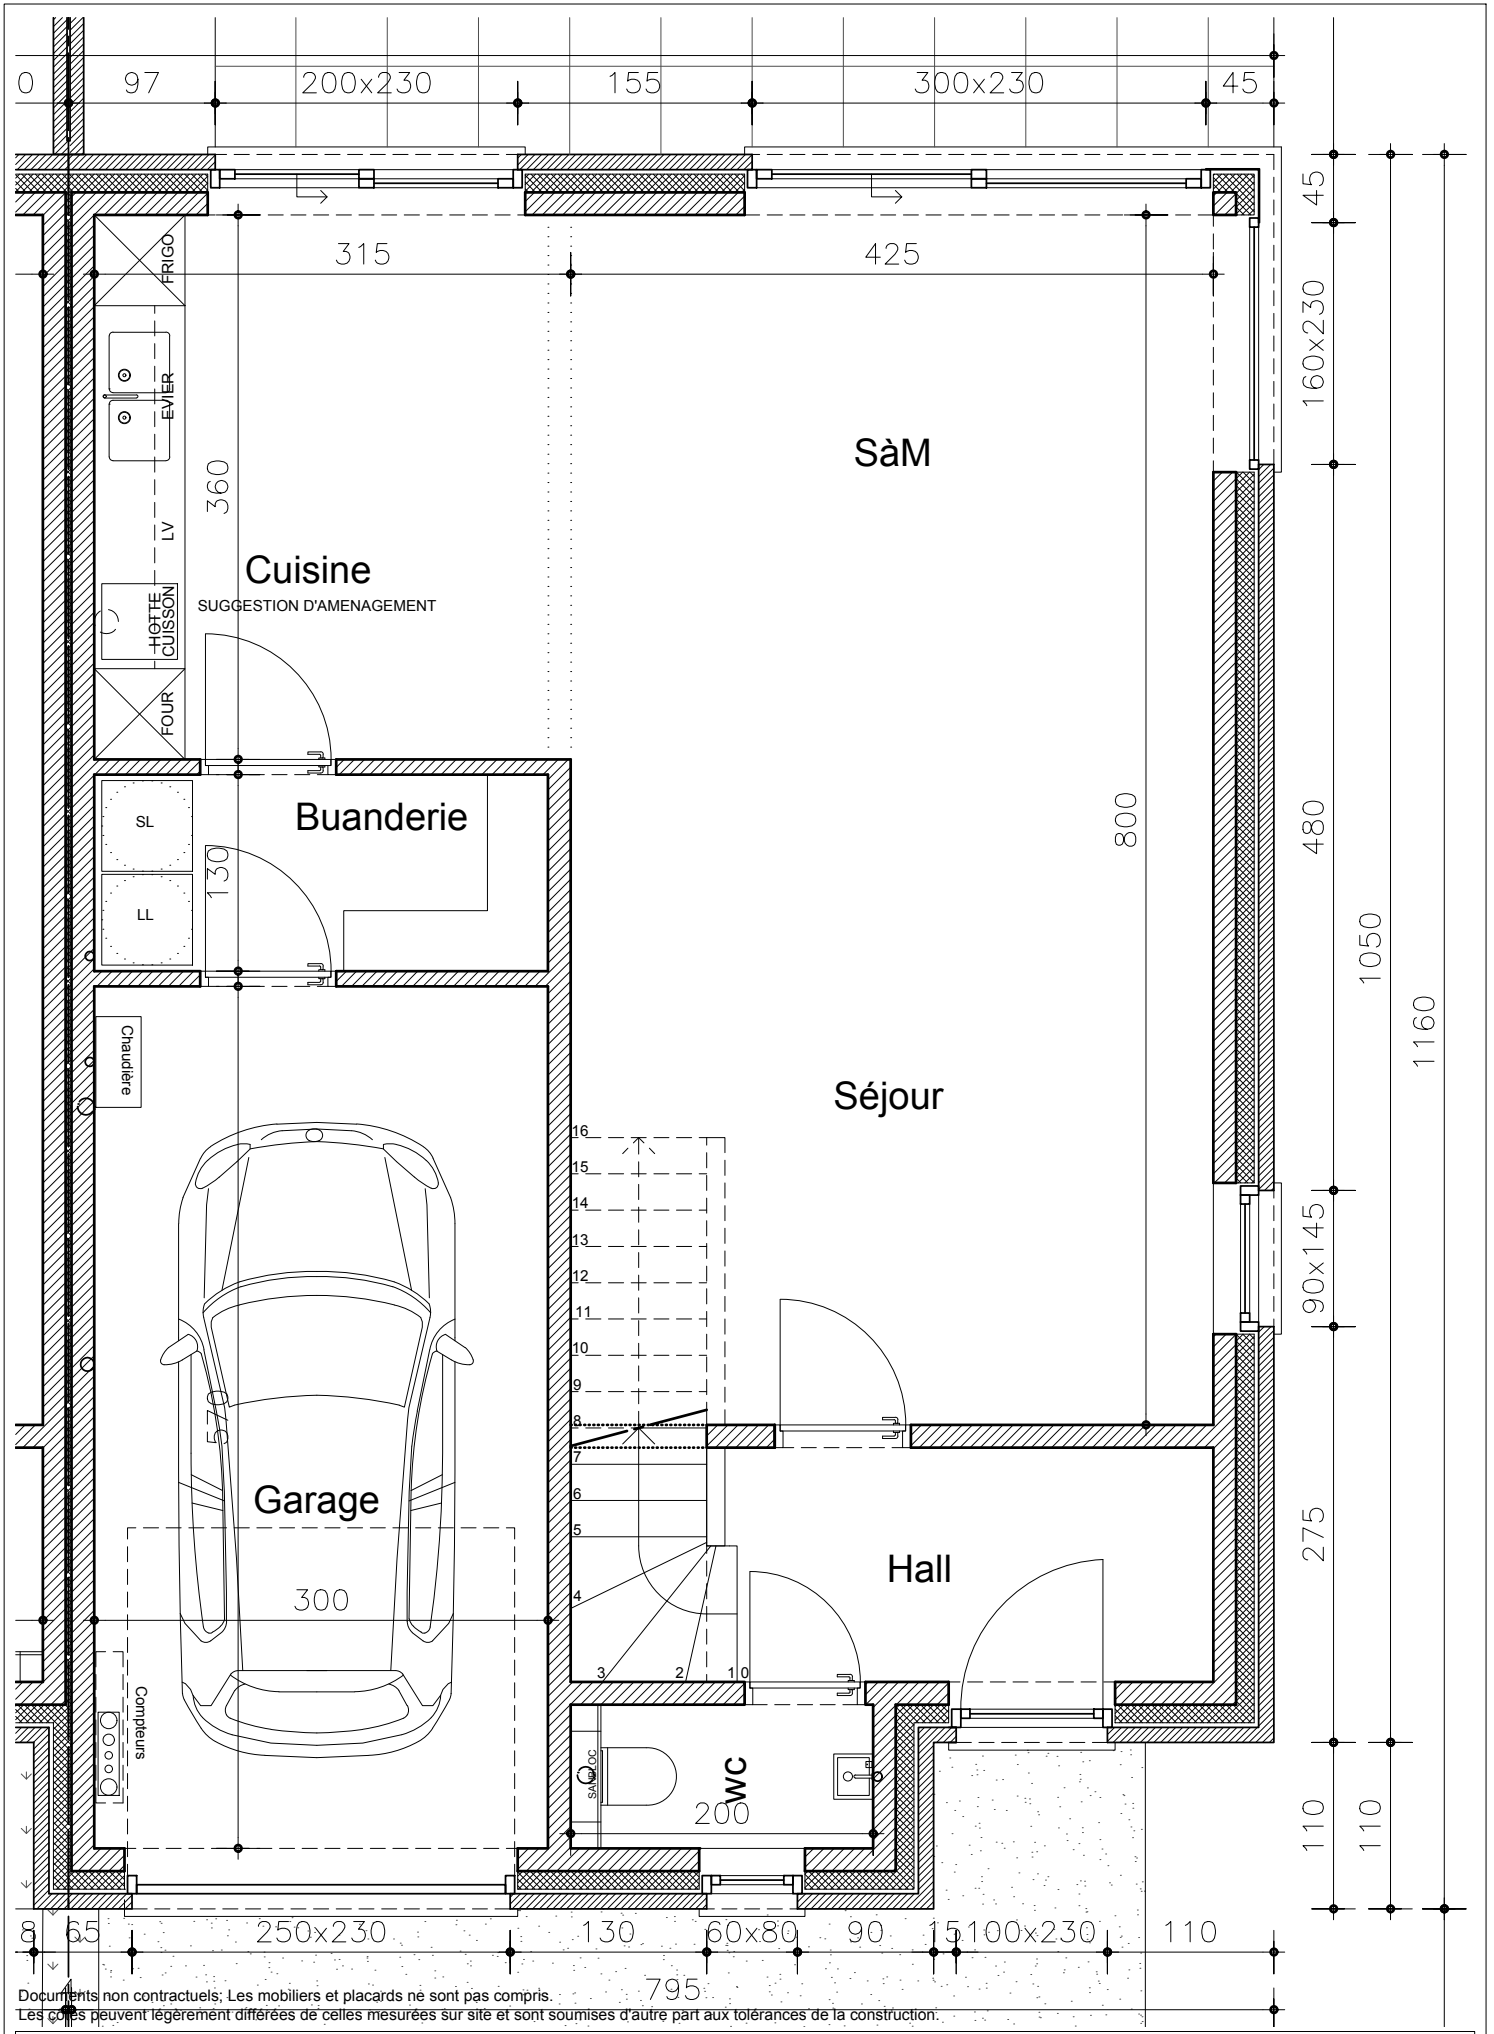 0 97 200x230 155 300x230 45
45
315 425
FRIGO
160x230
EVIER
SàM
360
LV
Cuisine
SUGGESTION D'AMENAGEMENT
HOTTE
CUISSON
FOUR
SL
Buanderie
800
480
130
LL
1050
1160
Chaudière
Séjour
16
15
14
13
12
11
10
9
8
7
6
5
4
3 2 1 0
90x145
570
Garage
275
Hall
300
Compteurs
SANBLOC
WC
200
110 110
8 65 250x230 130 60x80 90 15 100x230 110
4 795
Documents non contractuels; Les mobiliers et placards ne sont pas compris.
Les côtes peuvent légèrement différées de celles mesurées sur site et sont soumises d'autre part aux tolérances de la construction.